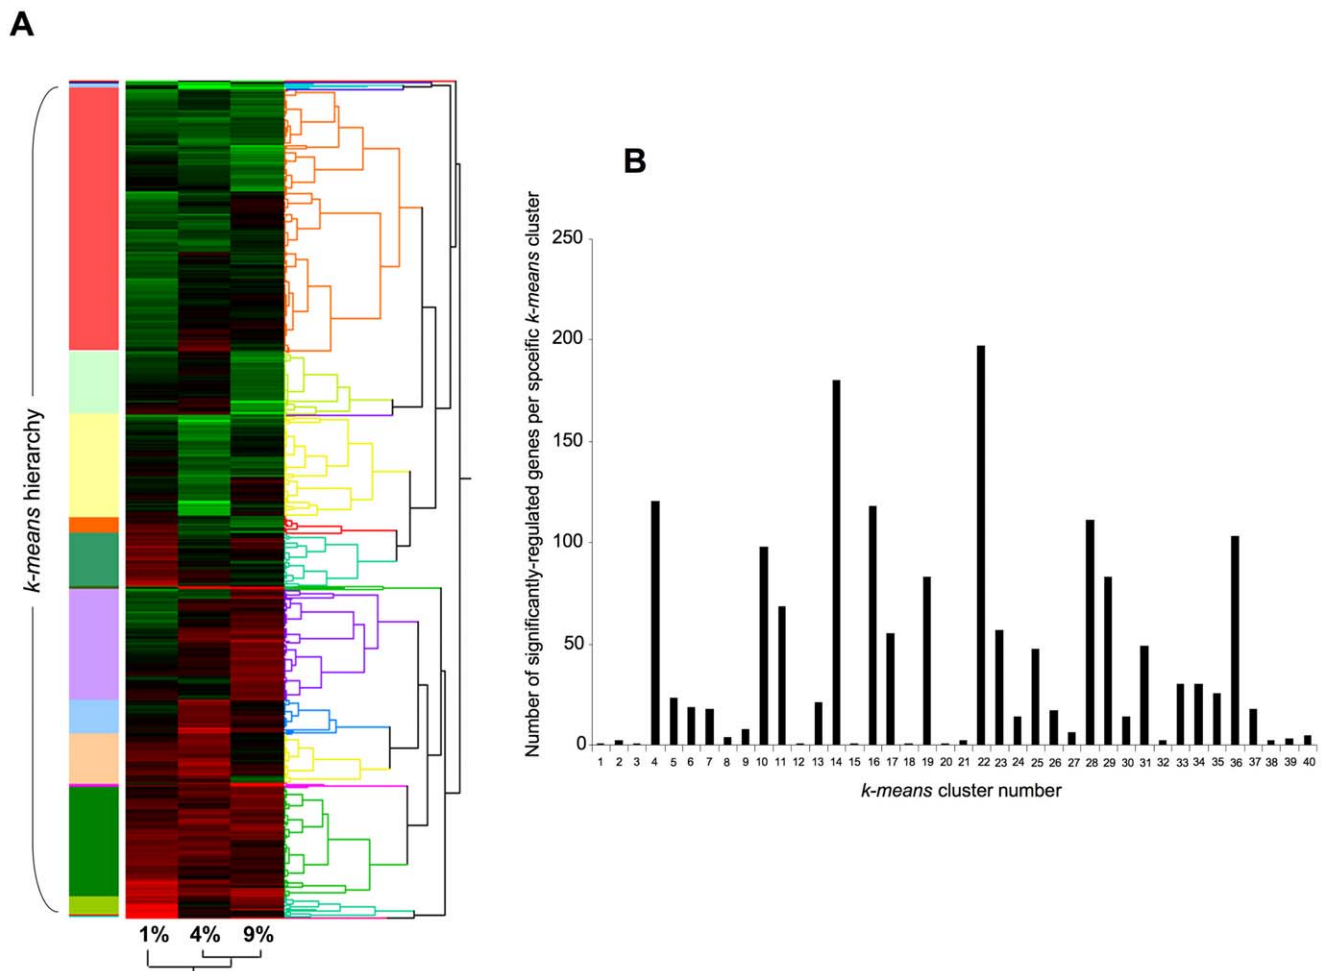 A
k-means hierarchy
1% 4% 9%
B
Number of significantly-regulated genes per spceific k-means cluster
250
200
150
100
50
0
1 2 3 4 5 6 7 8 9 10 11 12 13 14 15 16 17 18 19 20 21 22 23 24 25 26 27 28 29 30 31 32 33 34 35 36 37 38 39 40
k-means cluster number